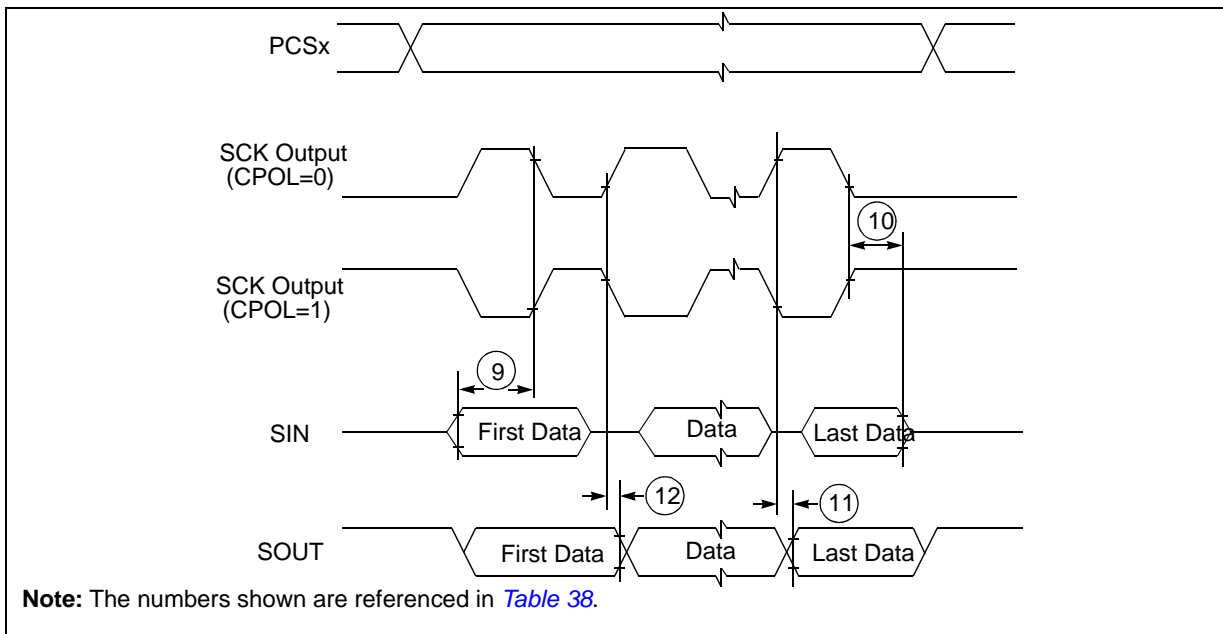 PCSx
SCK Output
(CPOL=0)
10
SCK Output
(CPOL=1)
9
SIN
First Data
Data
Last Data
12
11
SOUT
First Data
Data
Last Data
Note: The numbers shown are referenced in Table 38.